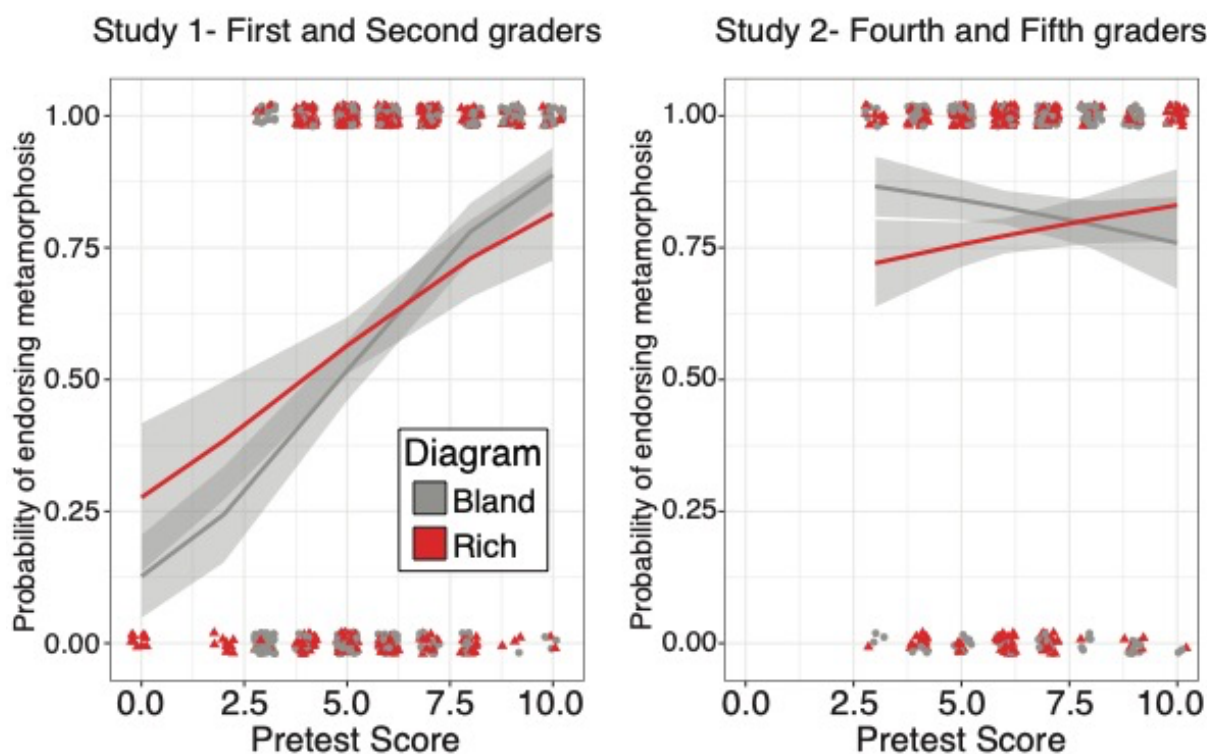 Study 1- First and Second graders
Probability of endorsing metamorphosis
1.00
0.75
0.50
0.25
0.00
0.0 2.5 5.0 7.5 10.0
Pretest Score
Diagram
Bland
Rich
Study 2- Fourth and Fifth graders
Probability of endorsing metamorphosis
1.00
0.75
0.50
0.25
0.00
0.0 2.5 5.0 7.5 10.0
Pretest Score